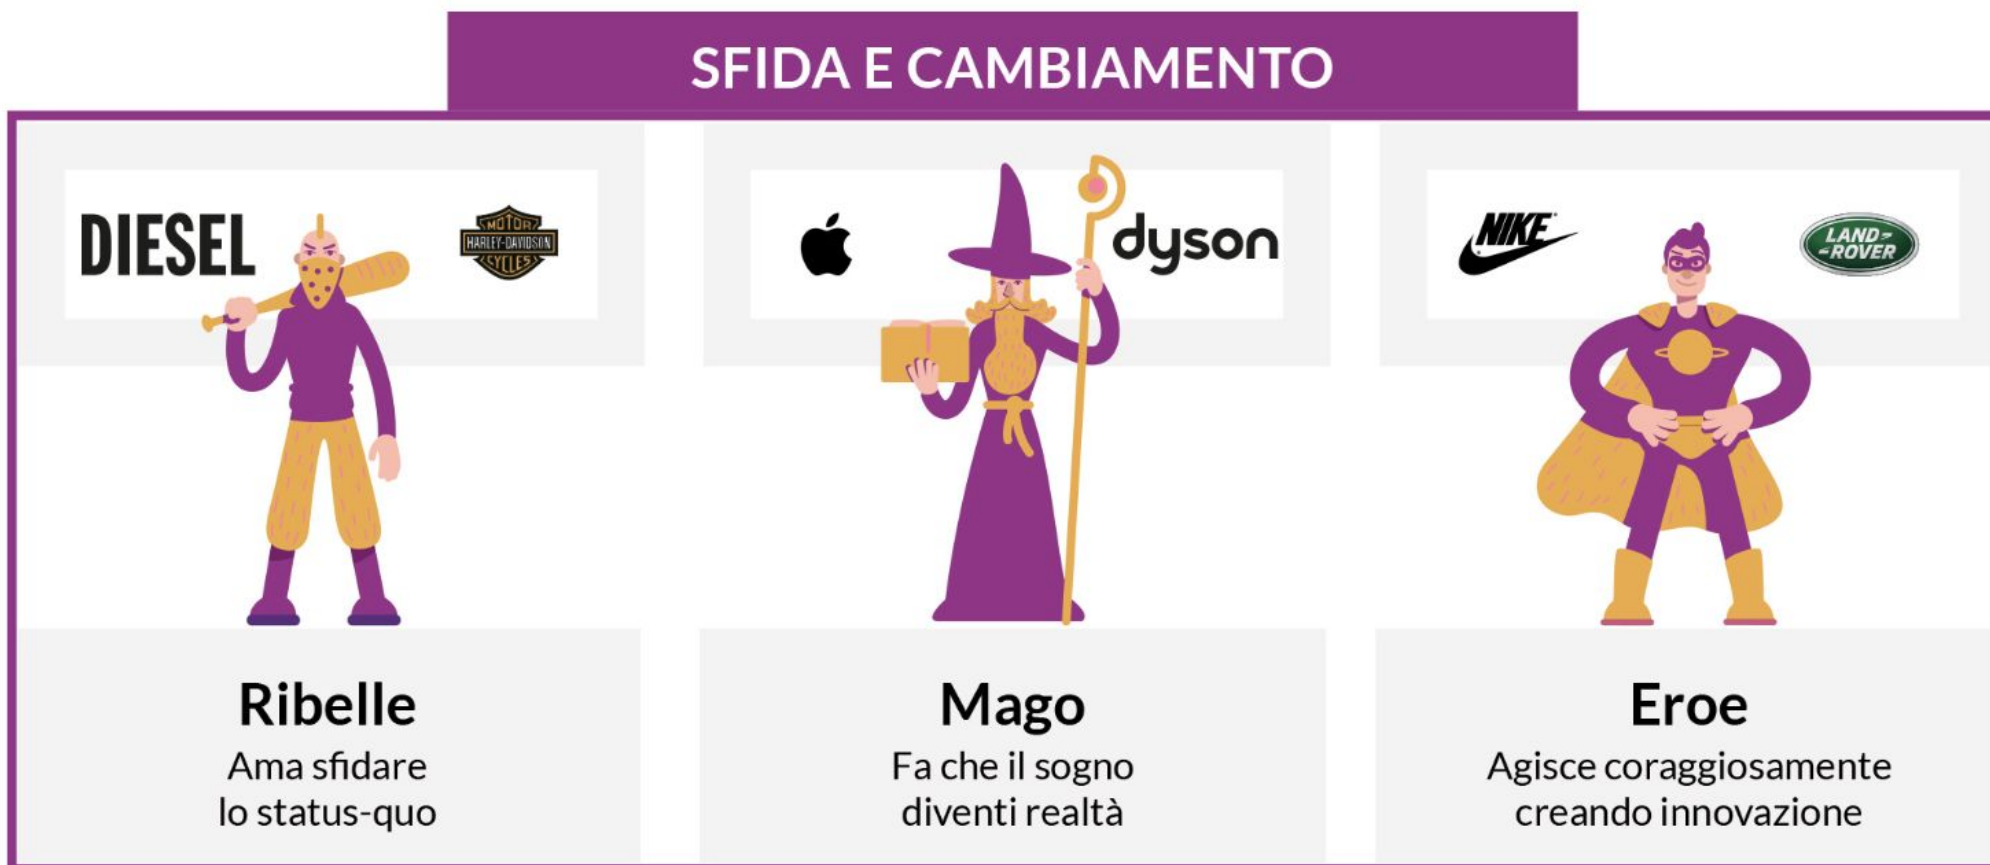 SFIDA E CAMBIAMENTO
DIESEL
MOTOR
HARLEY-DAVIDSON
CYCLES
dyson
NIKE
LAND-
-ROVER
Ribelle
Ama sfidare
lo status-quo
Mago
Fa che il sogno
diventi realtà
Eroe
Agisce coraggiosamente
creando innovazione